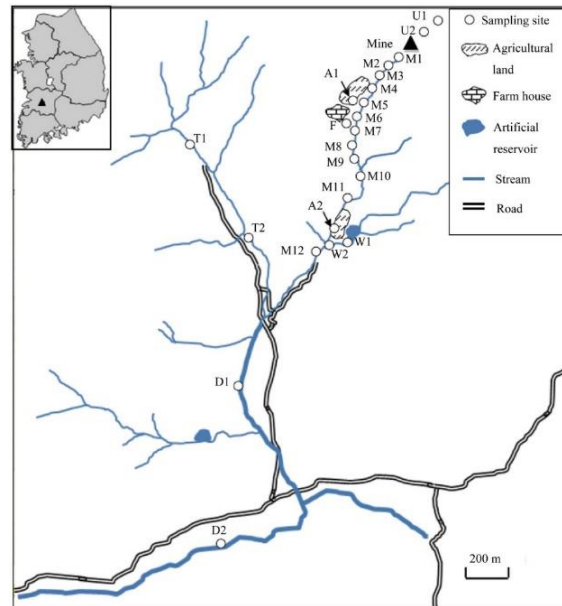 U1
U2
Mine
M1
M2
M3
A1
M4
M5
F
M6
M7
T1
M8
M9
M10
M11
A2
T2
W1
M12
W2
D1
D2
Sampling site
Agricultural
land
Farm house
Artificial
reservoir
Stream
Road
200 m